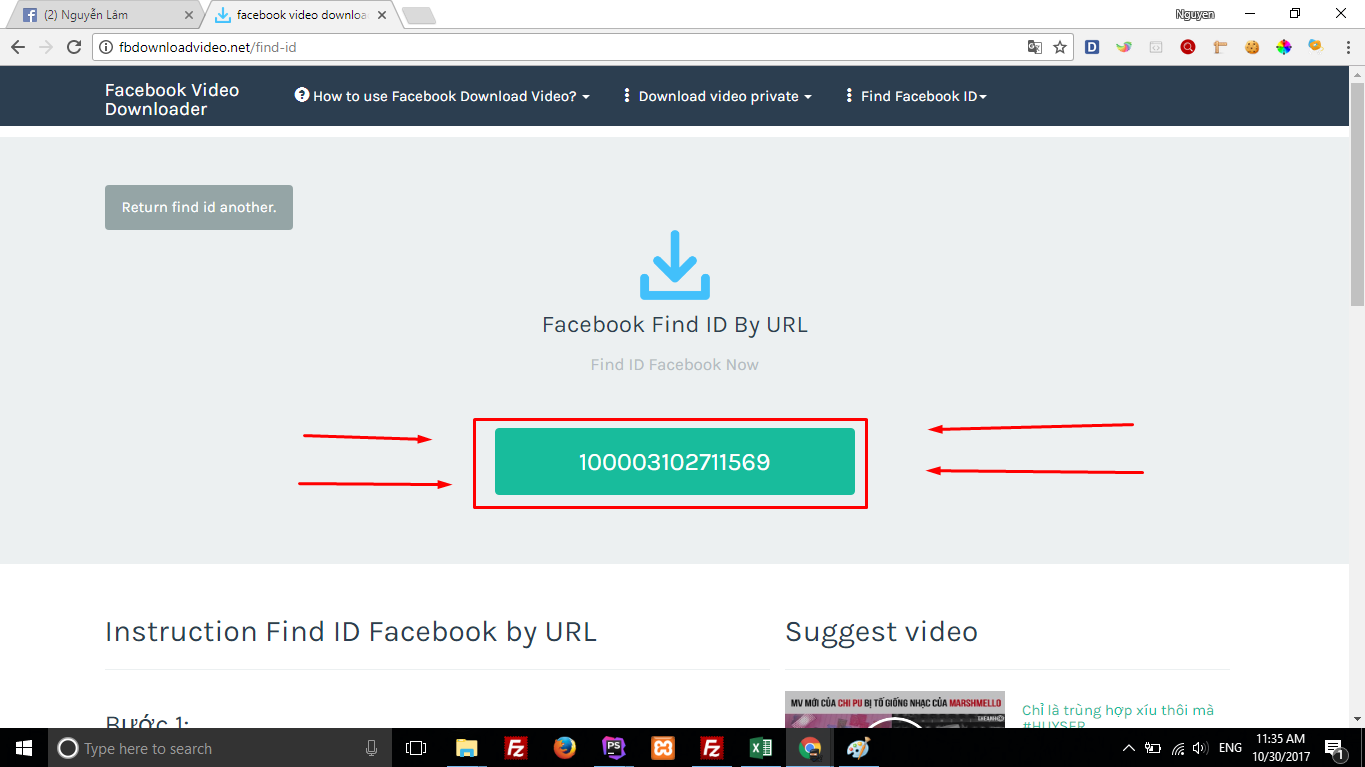 (2) Nguyễn Lâm
facebook video downloa
Nguyen
fbdownloadvideo.net/find-id
Facebook Video
Downloader
How to use Facebook Download Video?
Download video private
Find Facebook ID
Return find id another.
Facebook Find ID By URL
Find ID Facebook Now
100003102711569
Instruction Find ID Facebook by URL
Suggest video
Bước 1:
MV MỚI CỦA CHI PU BỊ TỐ GIỐNG NHẠC CỦA MARSHMELLO
Chỉ là trùng hợp xíu thôi mà
#HUYSER
Type here to search
ENG
11:35 AM
10/30/2017
1